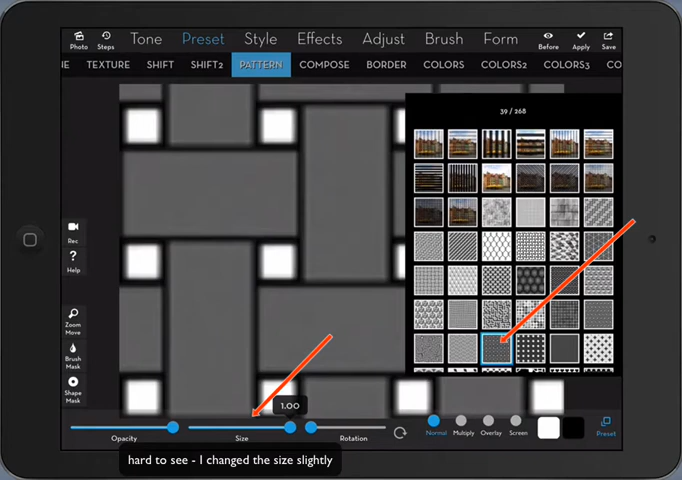 Photo Steps Tone Preset Style Effects Adjust Brush Form Before Apply Save
TEXTURE SHIFT SHIFT2 PATTERN COMPOSE BORDER COLORS COLORS2 COLORS3 CO
39 / 268
Rec
Help
Zoom
Move
Brush
Mask
Shape
Mask
1.00
Opacity Size Rotation Normal Multiply Overlay Screen Preset
hard to see - I changed the size slightly